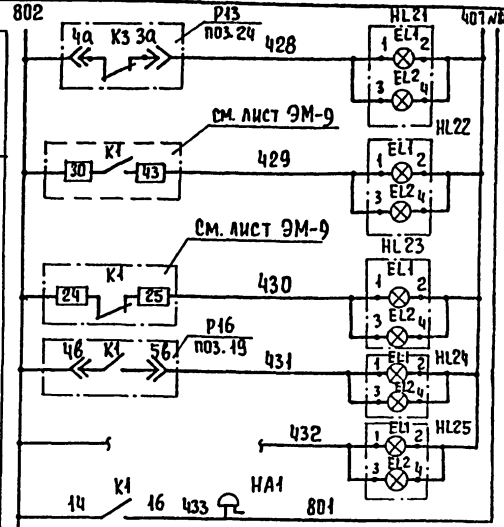 802
Р13
поз.24
HL21
407
4а К3 3а
428
EL1
1 2
EL2
3 4
HL22
см. лист ЭМ-9
К1
30 43
429
EL1
1 2
EL2
3 4
См. лист ЭМ-9
HL23
К1
24 25
430
EL1
1 2
EL2
3 4
Р16
поз.19
4в К1 5в
431
HL24
EL1
1 2
EL2
3 4
432
HL25
EL1
1 2
EL2
3 4
14 К1 16 433 НА1 801